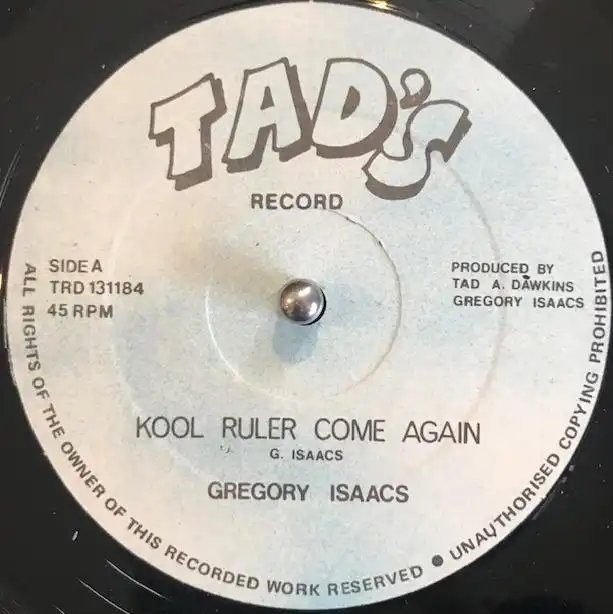 TAD'S
RECORD
SIDE A
TRD 131184
45 RPM
PRODUCED BY
TAD A. DAWKINS
GREGORY ISAACS
KOOL RULER COME AGAIN
G. ISAACS
GREGORY ISAACS
ALL RIGHTS OF THE OWNER OF THIS RECORDED WORK RESERVED ● UNAUTHORISED COPYING PROHIBITED